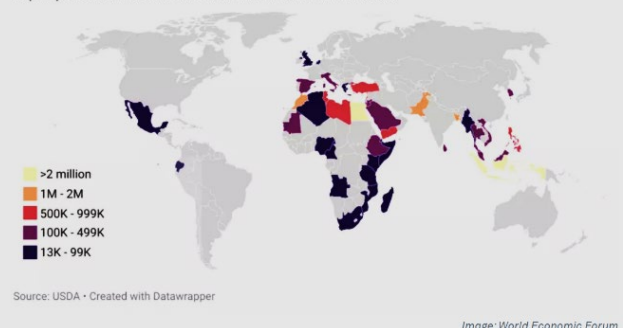 >2 million
1M - 2M
500K - 999K
100K - 499K
13K - 99K
Source: USDA • Created with Datawrapper
Image: World Economic Forum